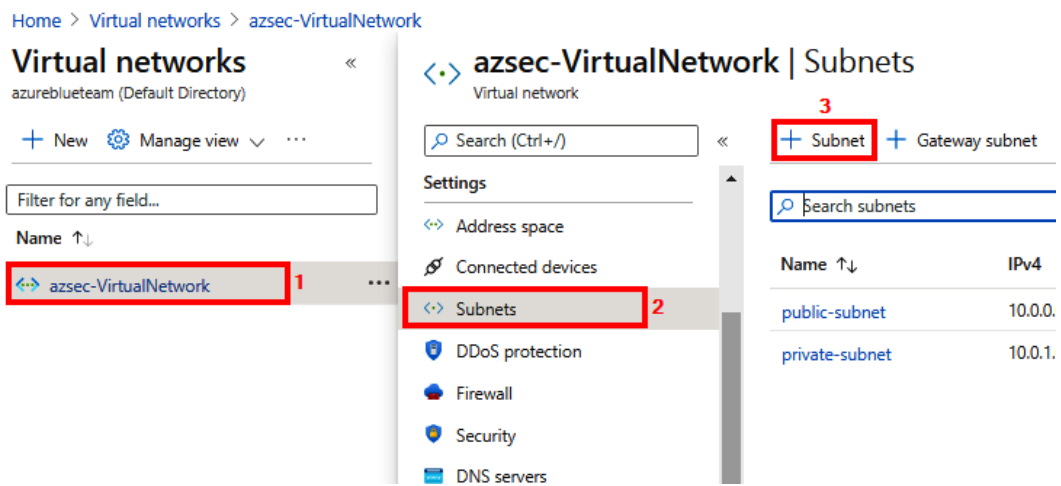 Home > Virtual networks > azsec-VirtualNetwork
Virtual networks
azureblueteam (Default Directory)
+ New Manage view ...
Filter for any field...
Name ↑↓
azsec-VirtualNetwork 1 ...
azsec-VirtualNetwork | Subnets
Virtual network
Search (Ctrl+/)
Settings
Address space
Connected devices
Subnets 2
DDoS protection
Firewall
Security
DNS servers
3
+ Subnet + Gateway subnet
Search subnets
Name ↑↓ IPv4
public-subnet 10.0.0.
private-subnet 10.0.1.